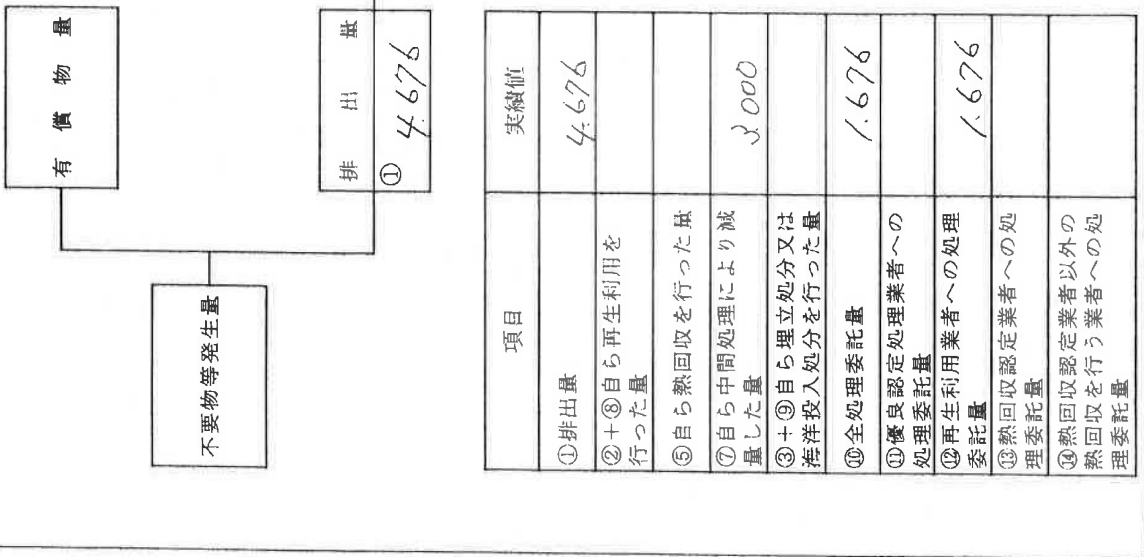 有償物量
不要物等発生量
排出量
① 4.676
項目 実績値
①排出量 4.676
②+⑧自ら再生利用を
行った量
⑤自ら熱回収を行った量
⑦自ら中間処理により減
量した量 3.000
③+⑨自ら埋立処分又は
海洋投入処分を行った量
⑩全処理委託量 1.676
⑪優良認定処理業者への
処理委託量
⑫再生利用業者への処理
委託量 1.676
⑬熱回収認定業者への処
理委託量
⑭熱回収認定業者以外の
熱回収を行う業者への処
理委託量